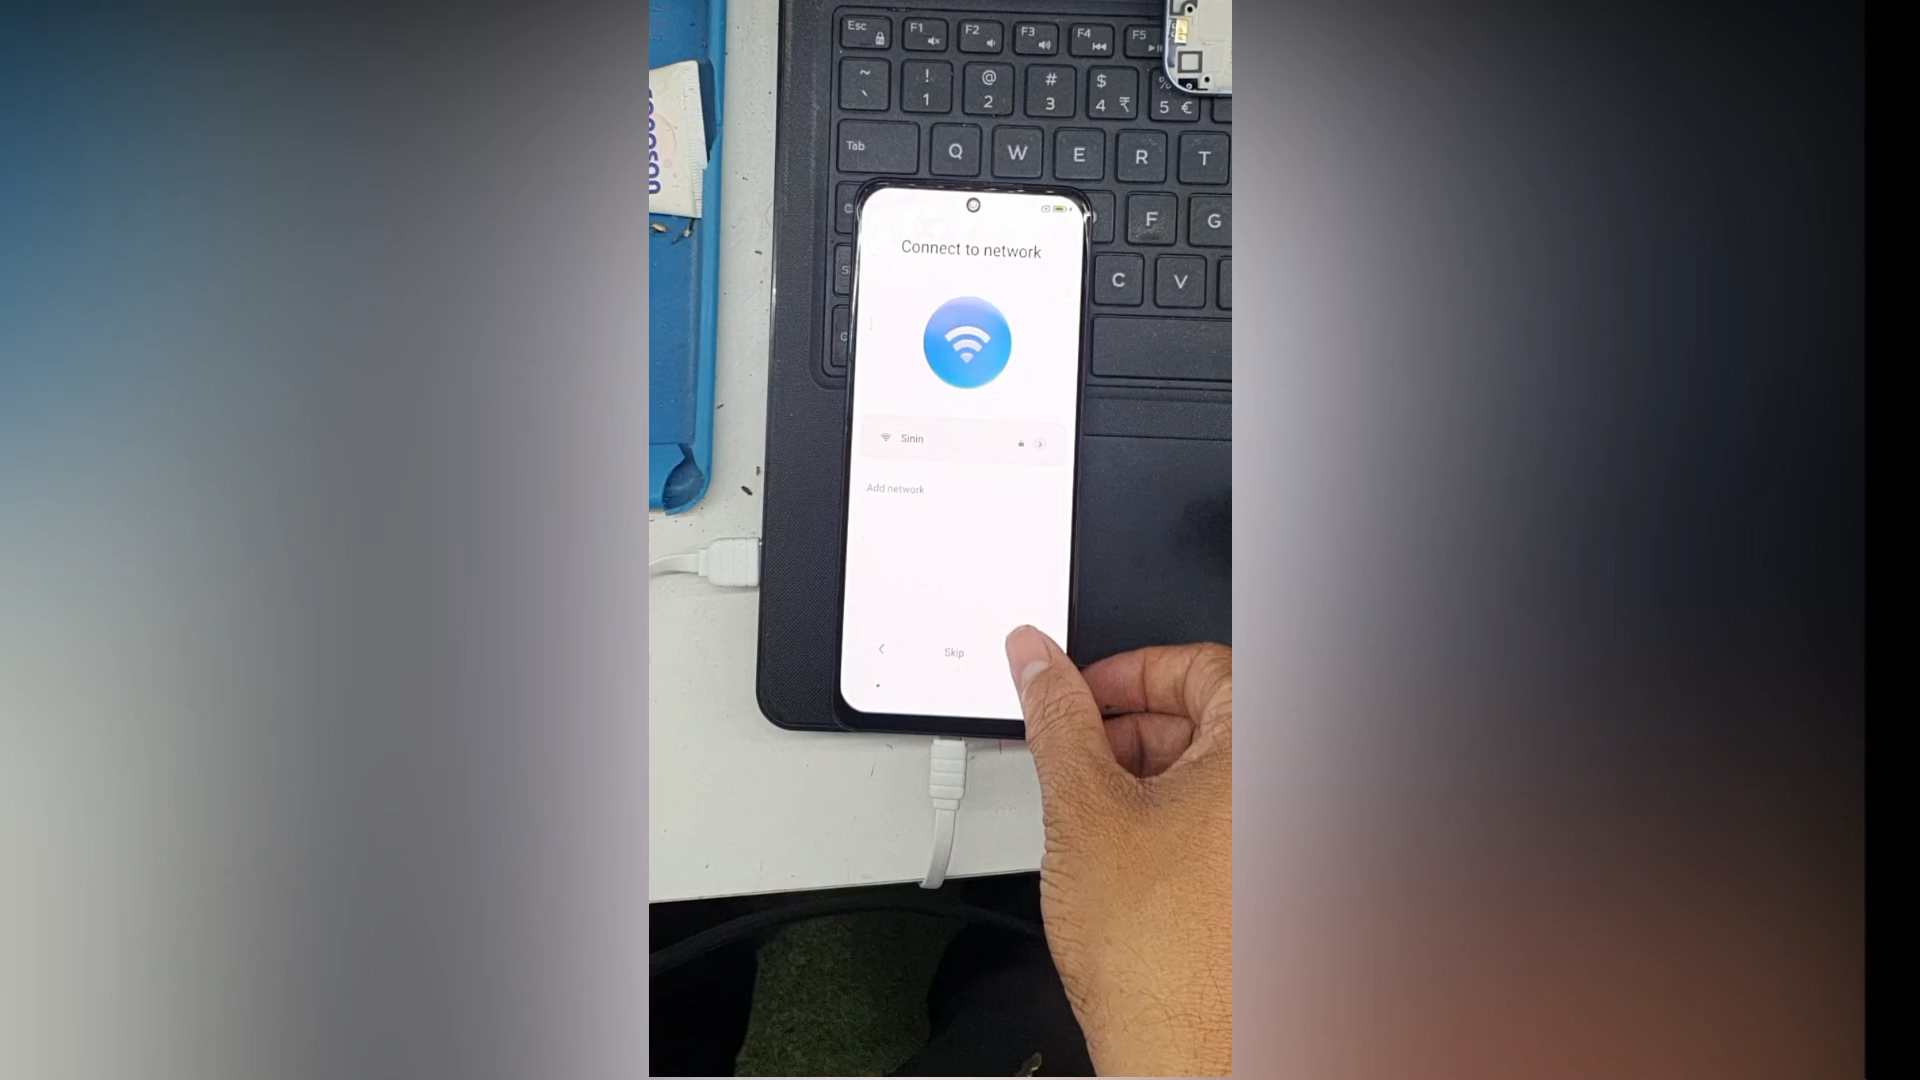 Esc F1 F2 F3 F4 F5
~ ! @ # $ %
` 1 2 3 4 ₹ 5 €
Tab Q W E R T
F G
C V
Connect to network
Sinin
Add network
Skip